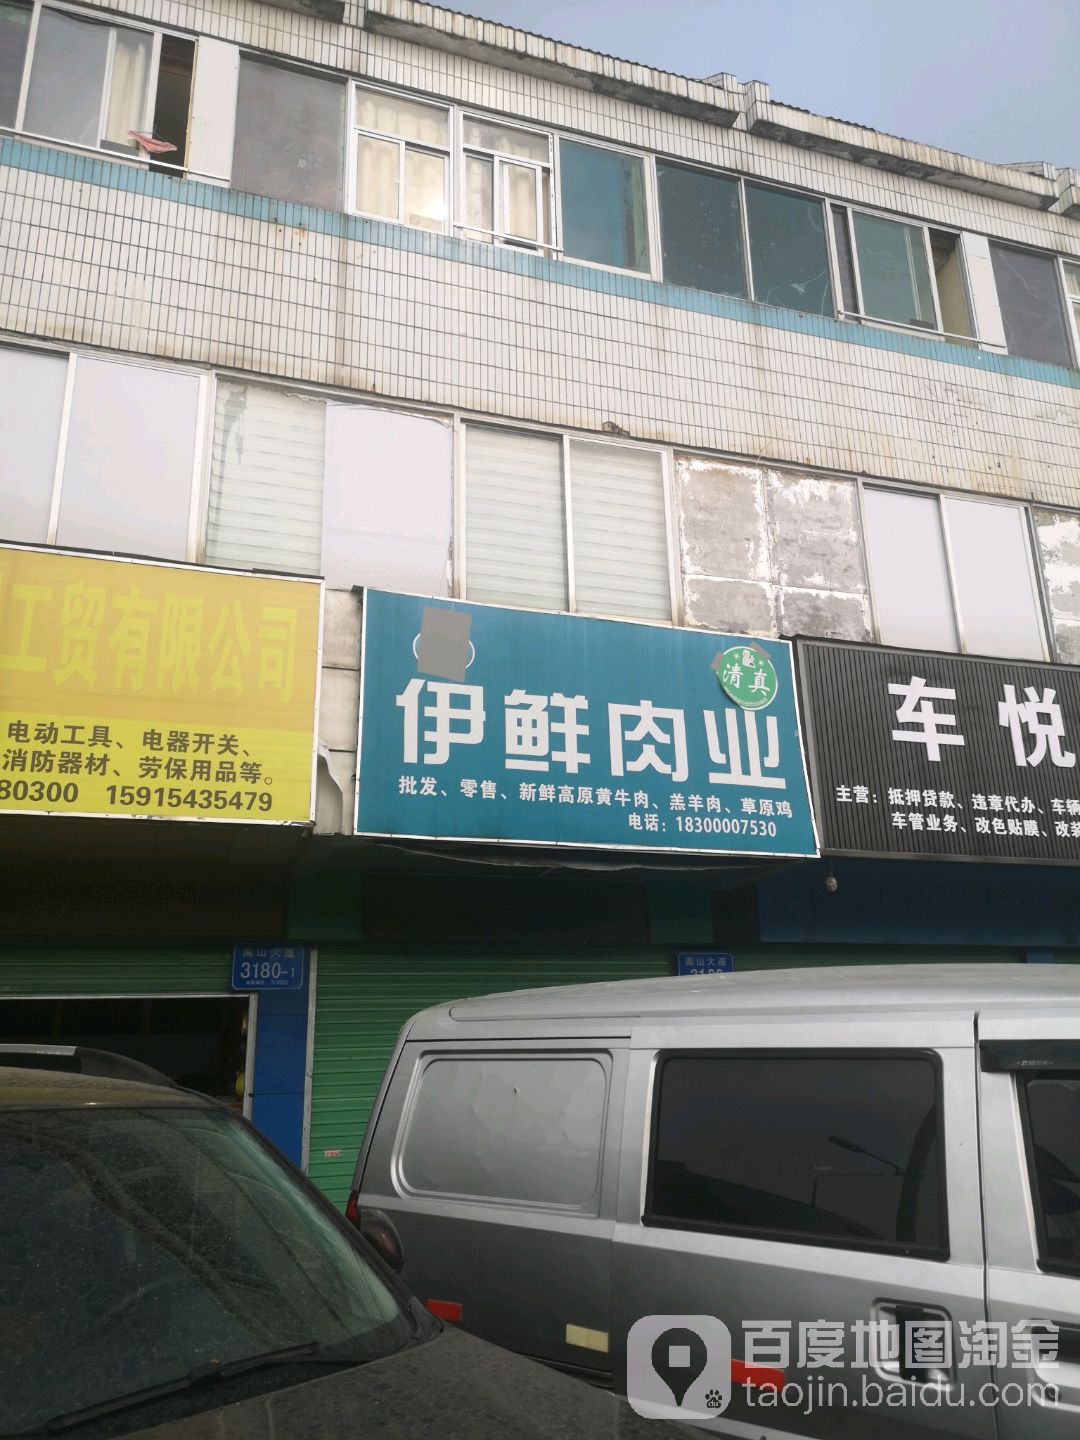 工贸有限公司
电动工具、电器开关、
消防器材、劳保用品等。
80300 15915435479
清真
伊鲜肉业
批发、零售、新鲜高原黄牛肉、羔羊肉、草原鸡
电话：18300007530
车悦
主营：抵押贷款、违章代办、车辆
车管业务、改色贴膜、改装
南山大道
3180-1
南山大道
百度地图淘金
taojin.baidu.com